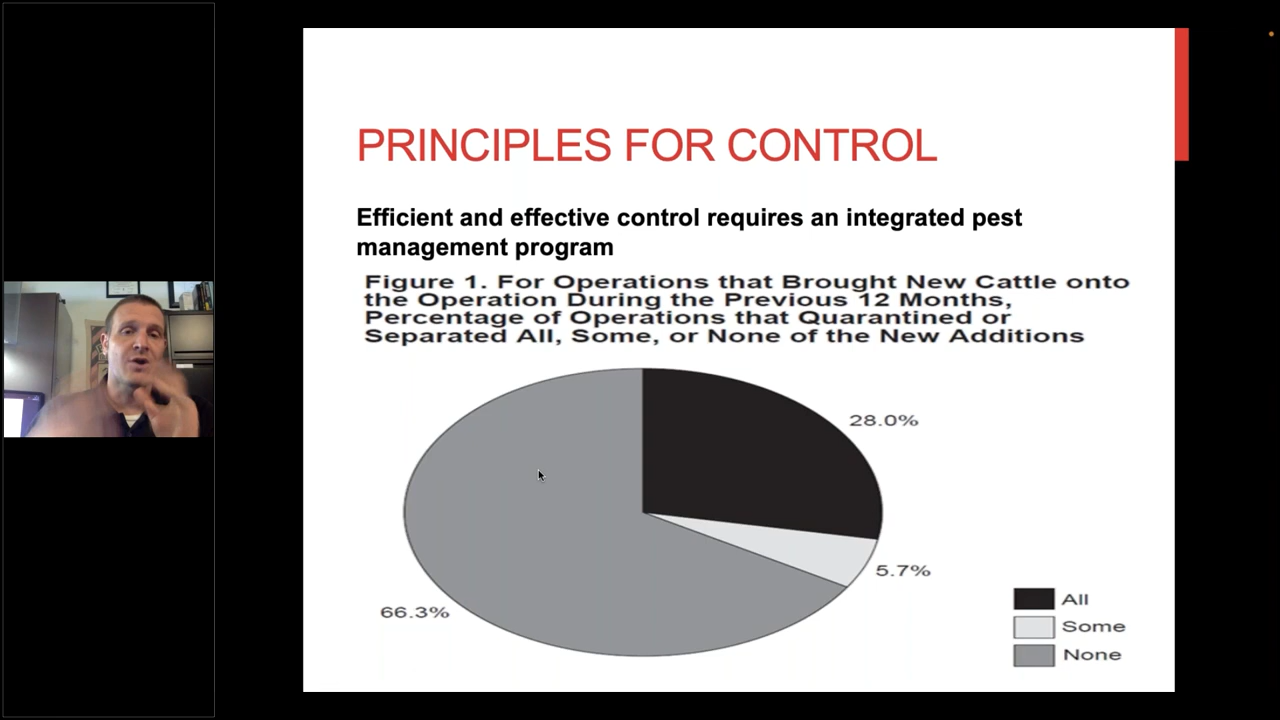 PRINCIPLES FOR CONTROL
Efficient and effective control requires an integrated pest
management program
Figure 1. For Operations that Brought New Cattle onto
the Operation During the Previous 12 Months,
Percentage of Operations that Quarantined or
Separated All, Some, or None of the New Additions
28.0%
5.7%
66.3%
All
Some
None